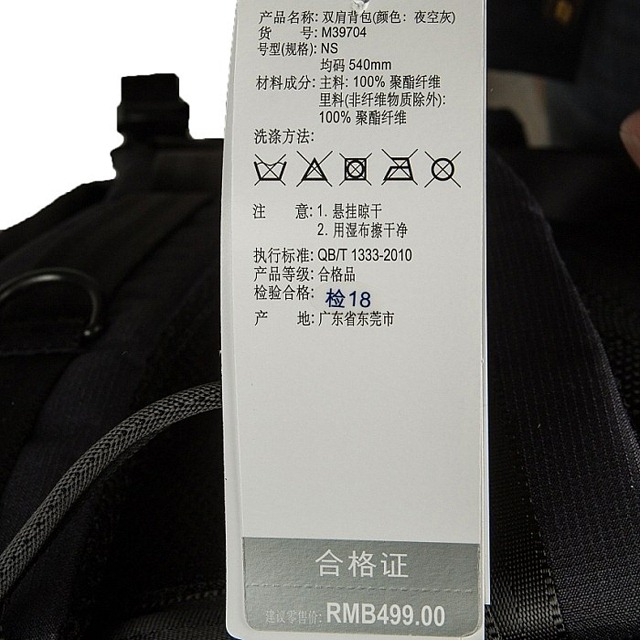 产品名称: 双肩背包(颜色: 夜空灰)
货 号: M39704
号型(规格): NS
均码 540mm
材料成分: 主料: 100% 聚酯纤维
里料(非纤维物质除外):
100% 聚酯纤维
洗涤方法:
注 意: 1. 悬挂晾干
2. 用湿布擦干净
执行标准: QB/T 1333-2010
产品等级: 合格品
检验合格: 检18
产 地: 广东省东莞市
合格证
建议零售价: RMB499.00